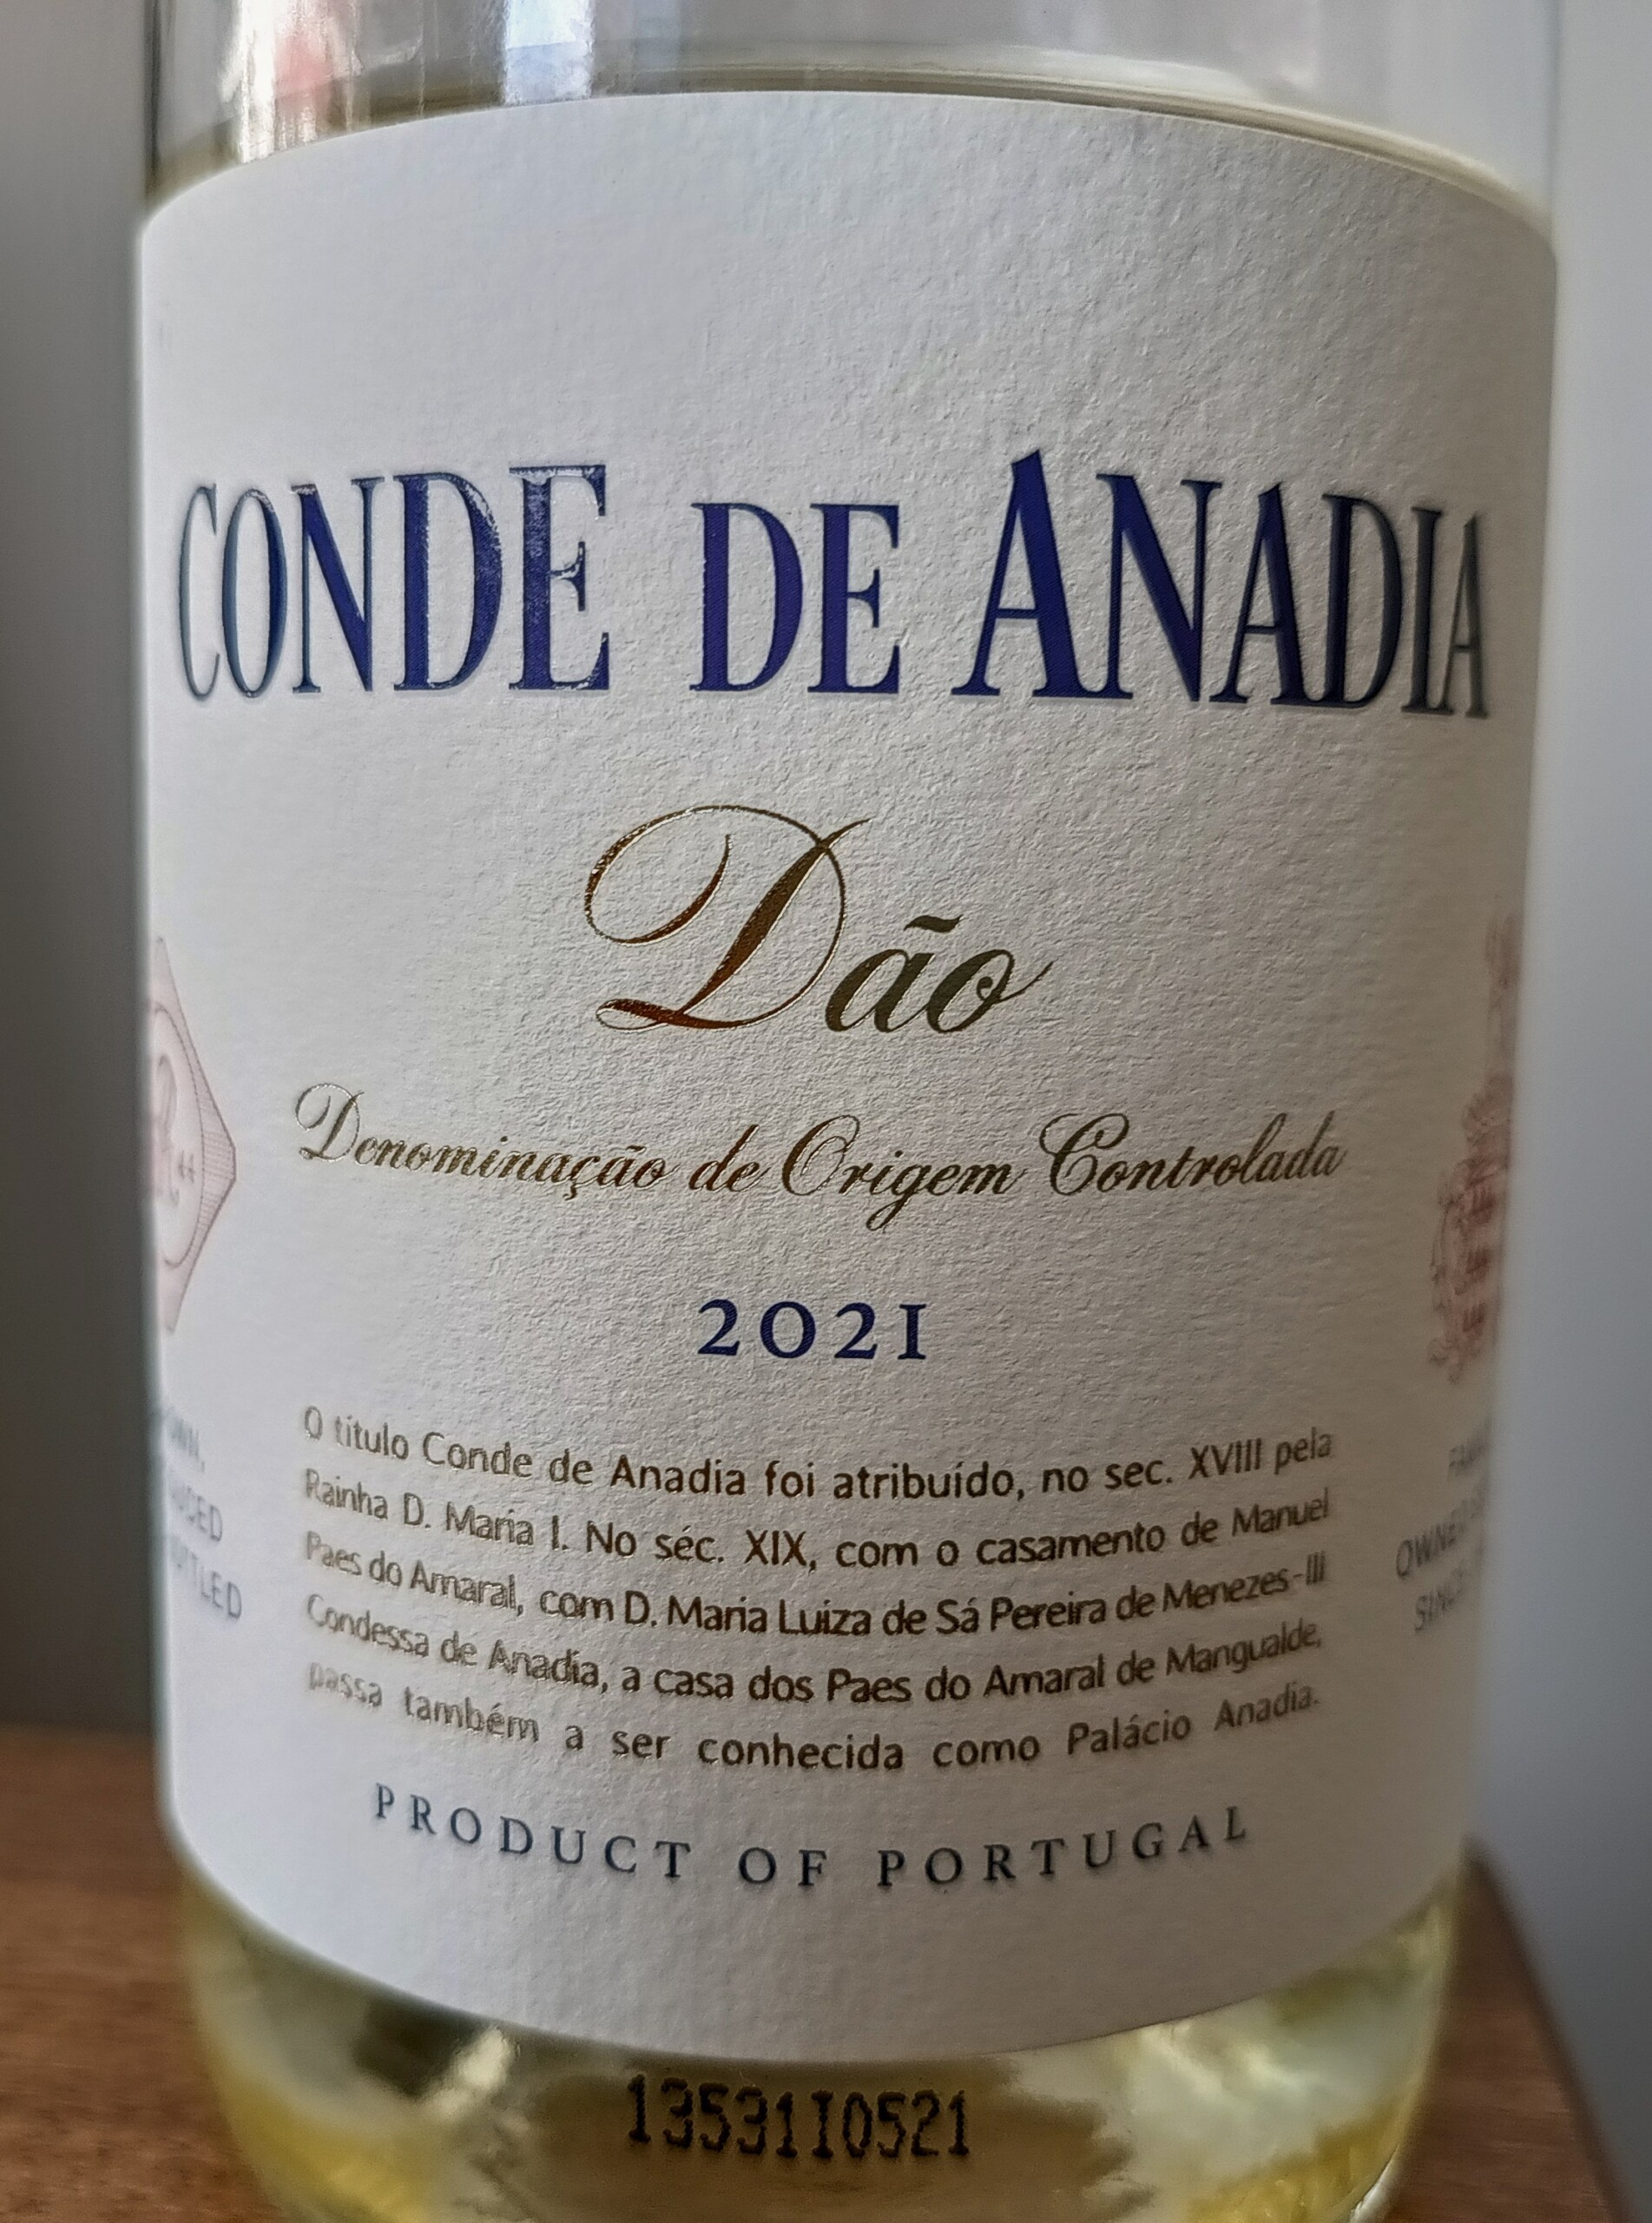 CONDE DE ANADIA
Dão
Denominação de Origem Controlada
2021
O título Conde de Anadia foi atribuído, no sec. XVIII pela
Rainha D. Maria I. No séc. XIX, com o casamento de Manuel
Paes do Amaral, com D. Maria Luiza de Sá Pereira de Menezes-III
Condessa de Anadia, a casa dos Paes do Amaral de Mangualde,
passa também a ser conhecida como Palácio Anadia.
PRODUCT OF PORTUGAL
13531I0521